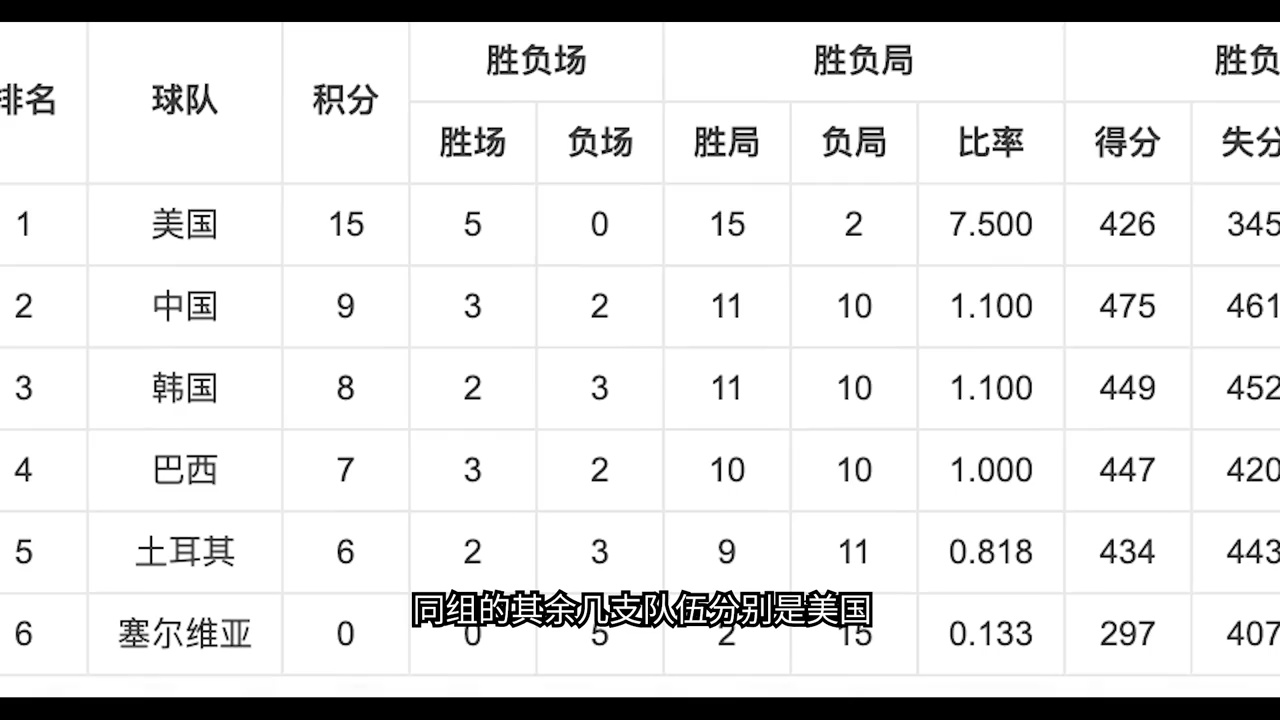 胜负场 胜负局 胜负
排名 球队 积分
胜场 负场 胜局 负局 比率 得分 失分
1 美国 15 5 0 15 2 7.500 426 345
2 中国 9 3 2 11 10 1.100 475 461
3 韩国 8 2 3 11 10 1.100 449 452
4 巴西 7 3 2 10 10 1.000 447 420
5 土耳其 6 2 3 9 11 0.818 434 443
同组的其余几支队伍分别是美国
6 塞尔维亚 0 0 5 2 15 0.133 297 407